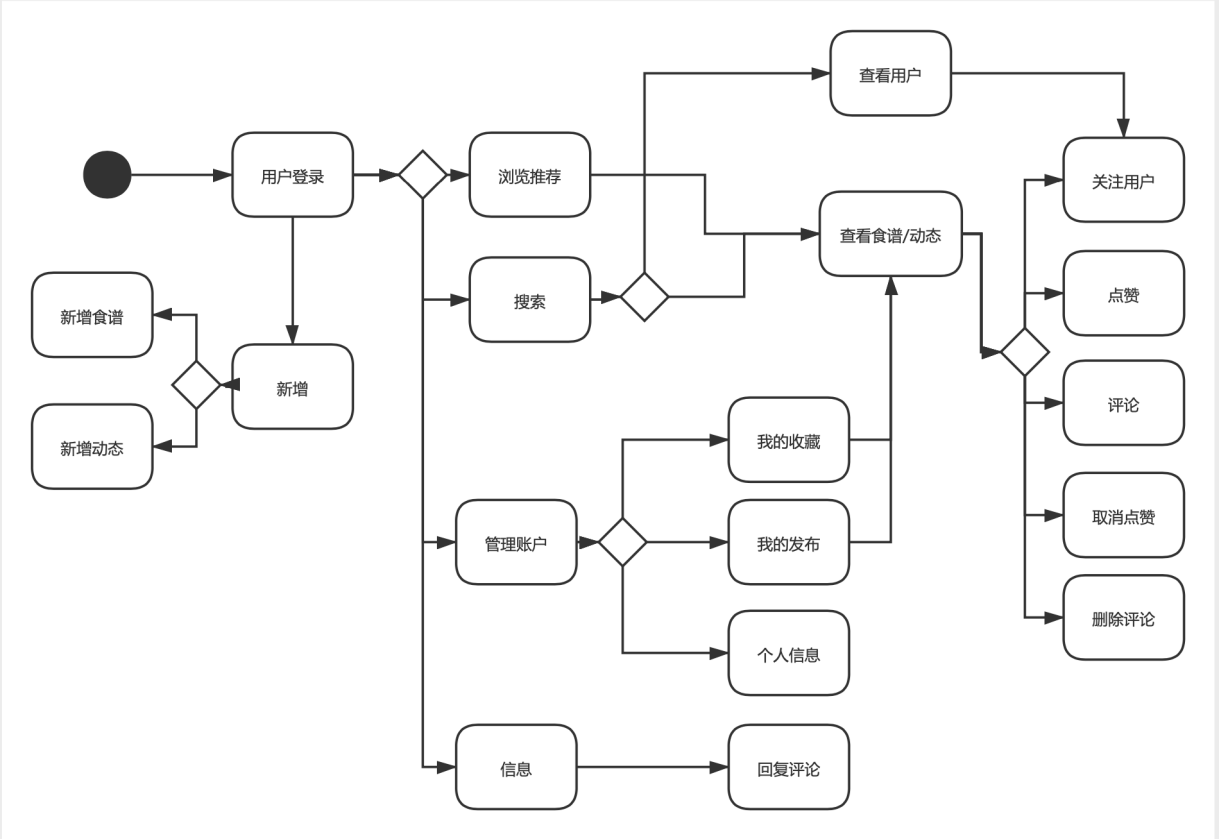 查看用户
用户登录
浏览推荐
关注用户
查看食谱/动态
新增食谱
搜索
点赞
新增
评论
新增动态
我的收藏
管理账户
我的发布
取消点赞
个人信息
删除评论
信息
回复评论